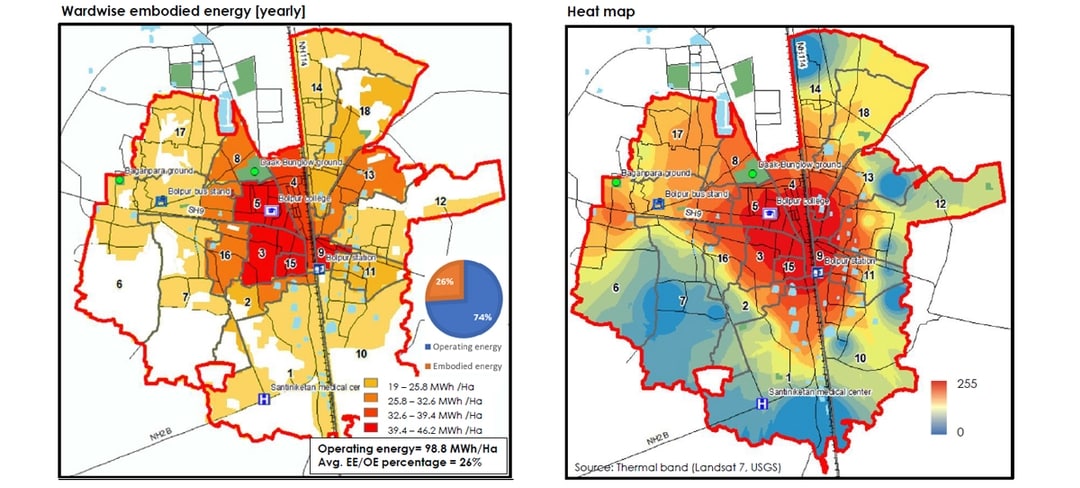 Wardwise embodied energy [yearly]
NH114
14
18
17
8
Daak Bunglow ground
13
4
Baganpara ground
Bolpur bus stand
Bolpur college
5
12
SH9
16
3
9
Bolpur station
15
11
6
7
2
26%
74%
Operating energy
Embodied energy
10
1
Santiniketan medical cer
19 – 25.8 MWh /Ha
25.8 – 32.6 MWh /Ha
32.6 – 39.4 MWh /Ha
39.4 – 46.2 MWh /Ha
NH2B
Operating energy= 98.8 MWh/Ha
Avg. EE/OE percentage = 26%
Heat map
NH114
14
18
17
8
Daak Bunglow ground
13
4
Baganpara ground
Bolpur bus stand
Bolpur college
5
12
SH9
16
3
9
Bolpur station
15
11
6
7
2
10
1
Santiniketan medical center
255
0
NH2B
Source: Thermal band (Landsat 7, USGS)